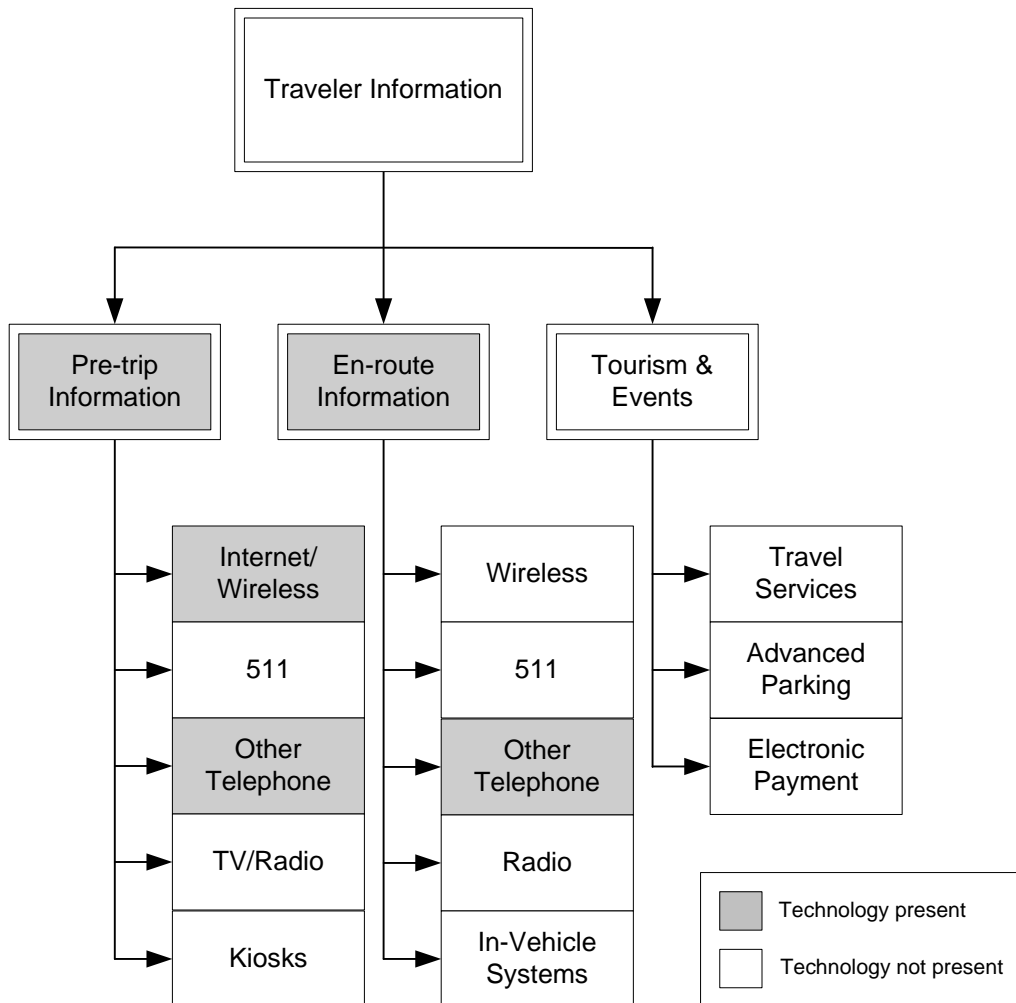 Traveler Information
Pre-trip
Information
En-route
Information
Tourism &
Events
Internet/
Wireless
511
Other
Telephone
TV/Radio
Kiosks
Wireless
511
Other
Telephone
Radio
In-Vehicle
Systems
Travel
Services
Advanced
Parking
Electronic
Payment
Technology present
Technology not present